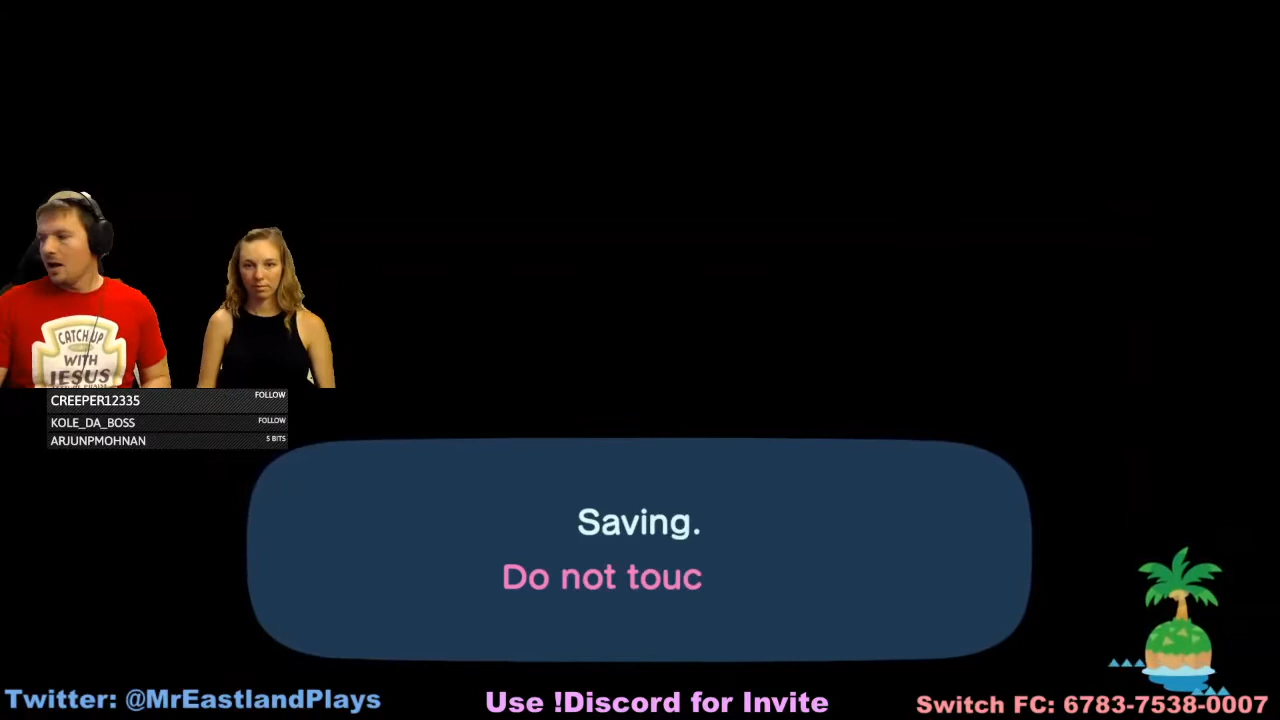 CATCH UP
WITH
JESUS
CREEPER12335 FOLLOW
KOLE_DA_BOSS FOLLOW
ARJUNPMOHNAN 5 BITS
Saving.
Do not touc
Twitter: @MrEastlandPlays
Use !Discord for Invite
Switch FC: 6783-7538-0007